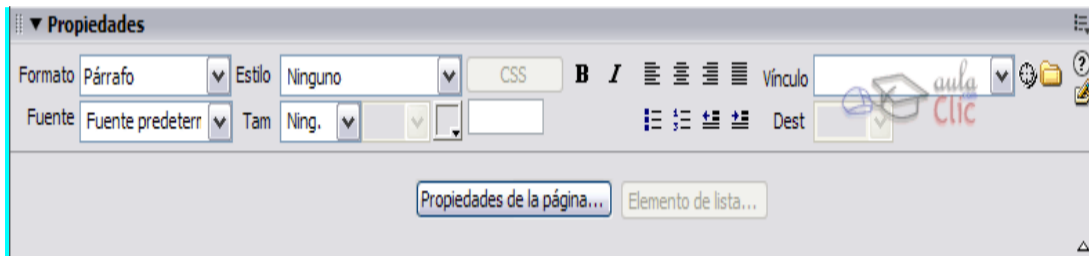 Propiedades
Formato Párrafo Estilo Ninguno CSS B I Vínculo
Fuente Fuente predeterr Tam Ning. Dest
aula
Clic
Propiedades de la página... Elemento de lista...